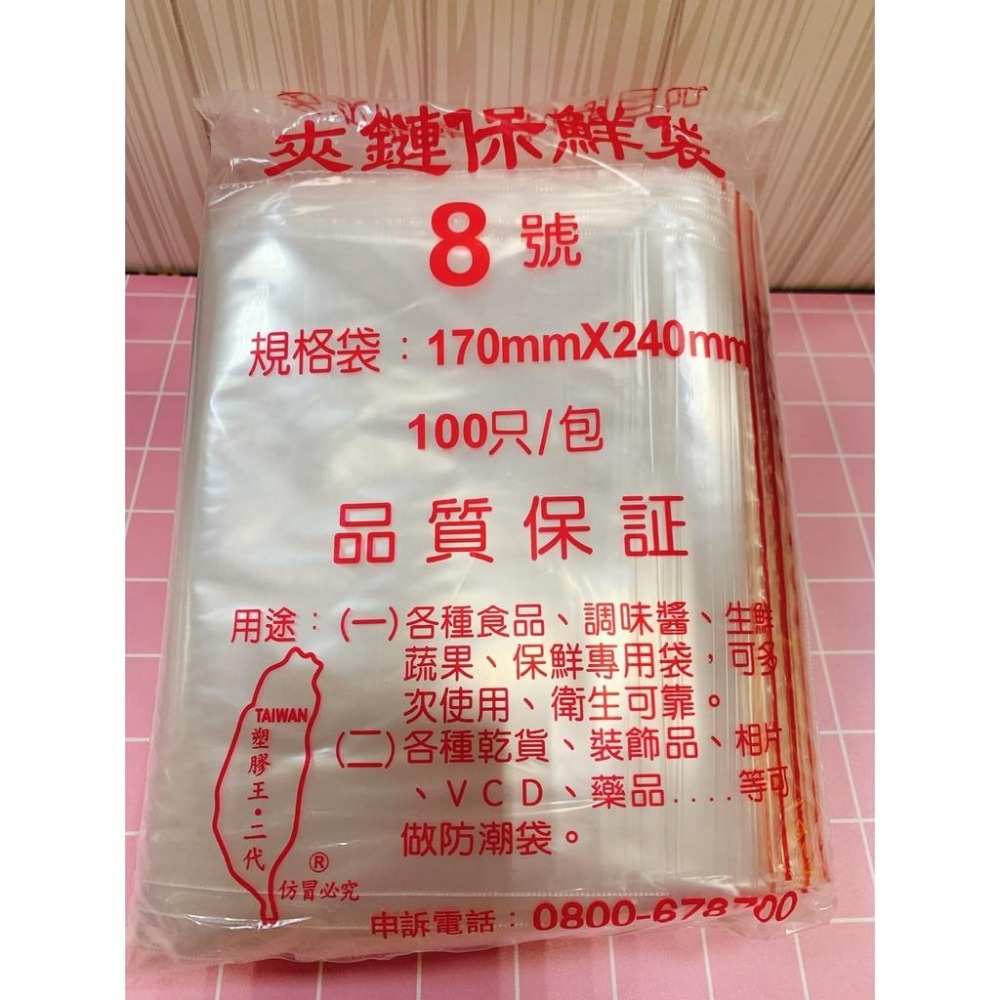 夾鏈保鮮袋
8號
規格袋：170mmX240mm
100只/包
品質保証
用途：(一)各種食品、調味醬、生鮮
蔬果、保鮮專用袋，可多
次使用、衛生可靠。
(二)各種乾貨、裝飾品、相片
、VCD、藥品....等可
做防潮袋。
TAIWAN
塑膠王•二代
®
仿冒必究
申訴電話：0800-678700